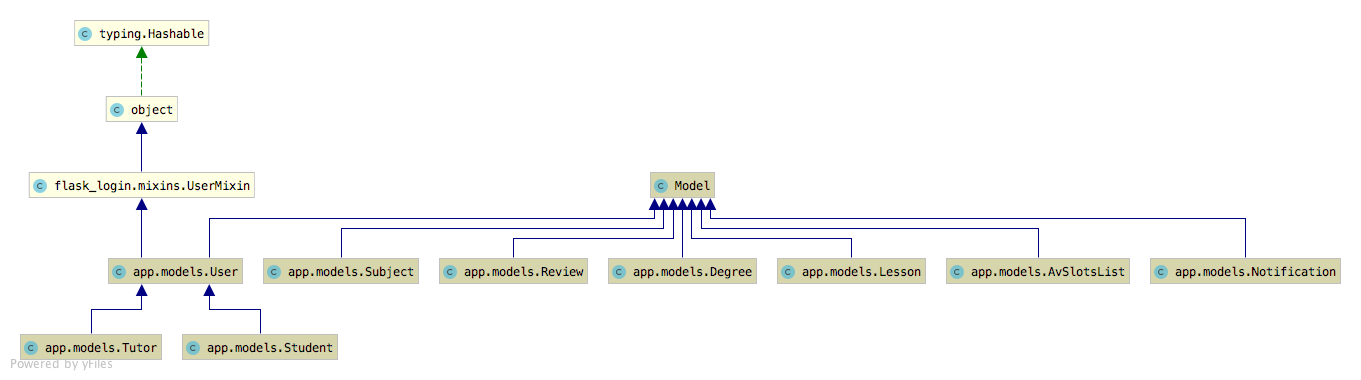 C typing.Hashable
C object
C flask_login.mixins.UserMixin
C Model
C app.models.User
C app.models.Subject
C app.models.Review
C app.models.Degree
C app.models.Lesson
C app.models.AvSlotsList
C app.models.Notification
C app.models.Tutor
C app.models.Student
Powered by yFiles